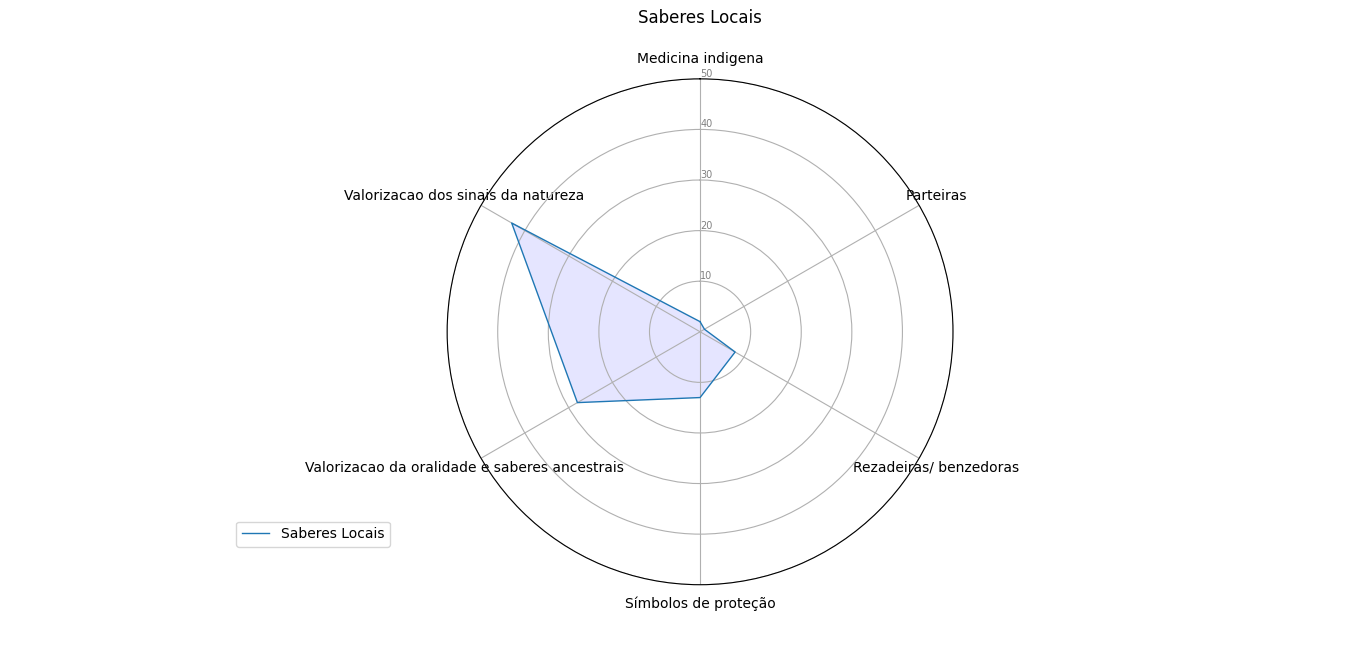 Saberes Locais
Medicina indigena
50
40
30
20
10
Valorizacao dos sinais da natureza
Parteiras
Valorizacao da oralidade e saberes ancestrais
Rezadeiras/ benzedoras
Saberes Locais
Símbolos de proteção